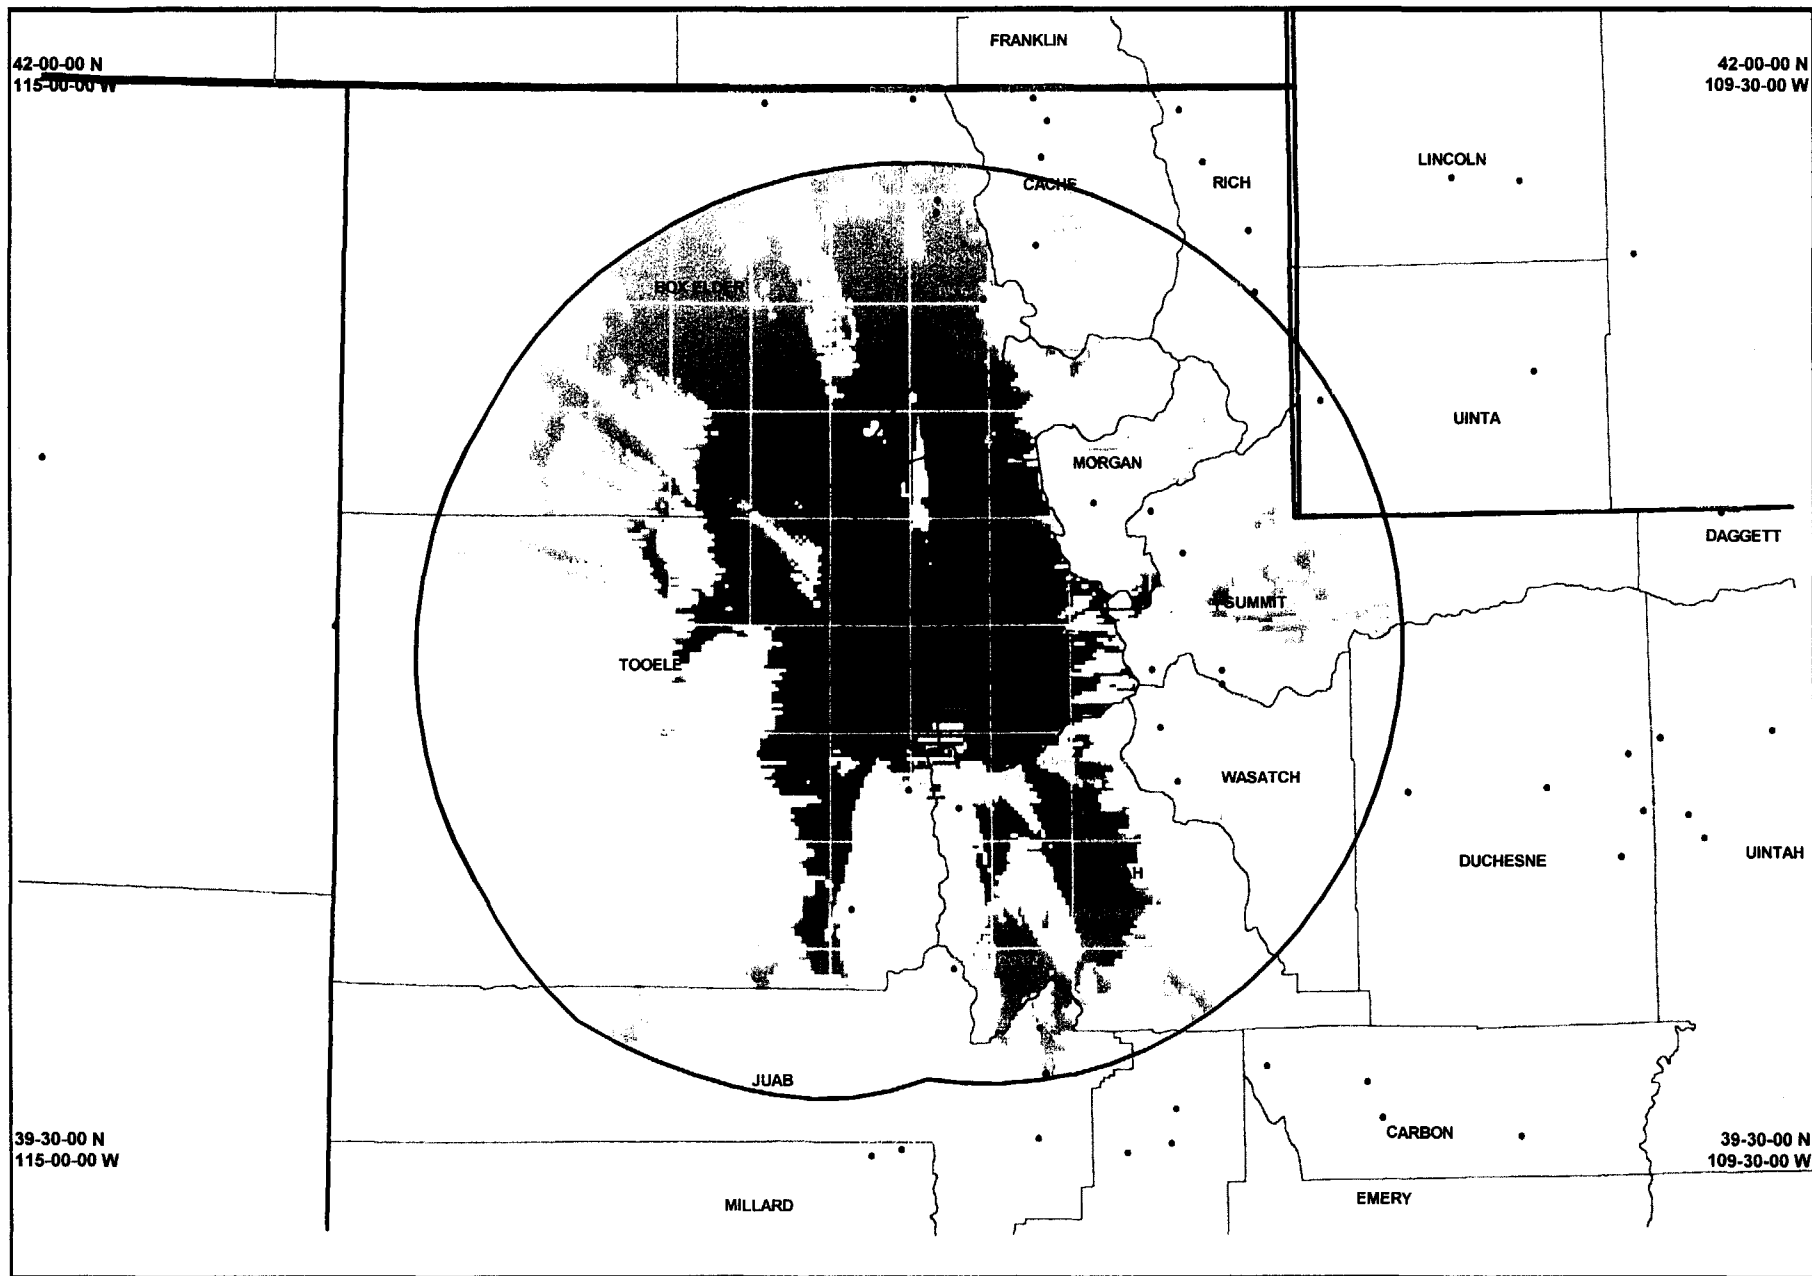 FRANKLIN
42-00-00 N
115-00-00 W
42-00-00 N
109-30-00 W
LINCOLN
CACHE
RICH
BOX ELDER
UINTA
MORGAN
DAGGETT
SUMMIT
TOOELE
WASATCH
DUCHESNE
UINTAH
H
JUAB
39-30-00 N
115-00-00 W
CARBON
39-30-00 N
109-30-00 W
MILLARD
EMERY